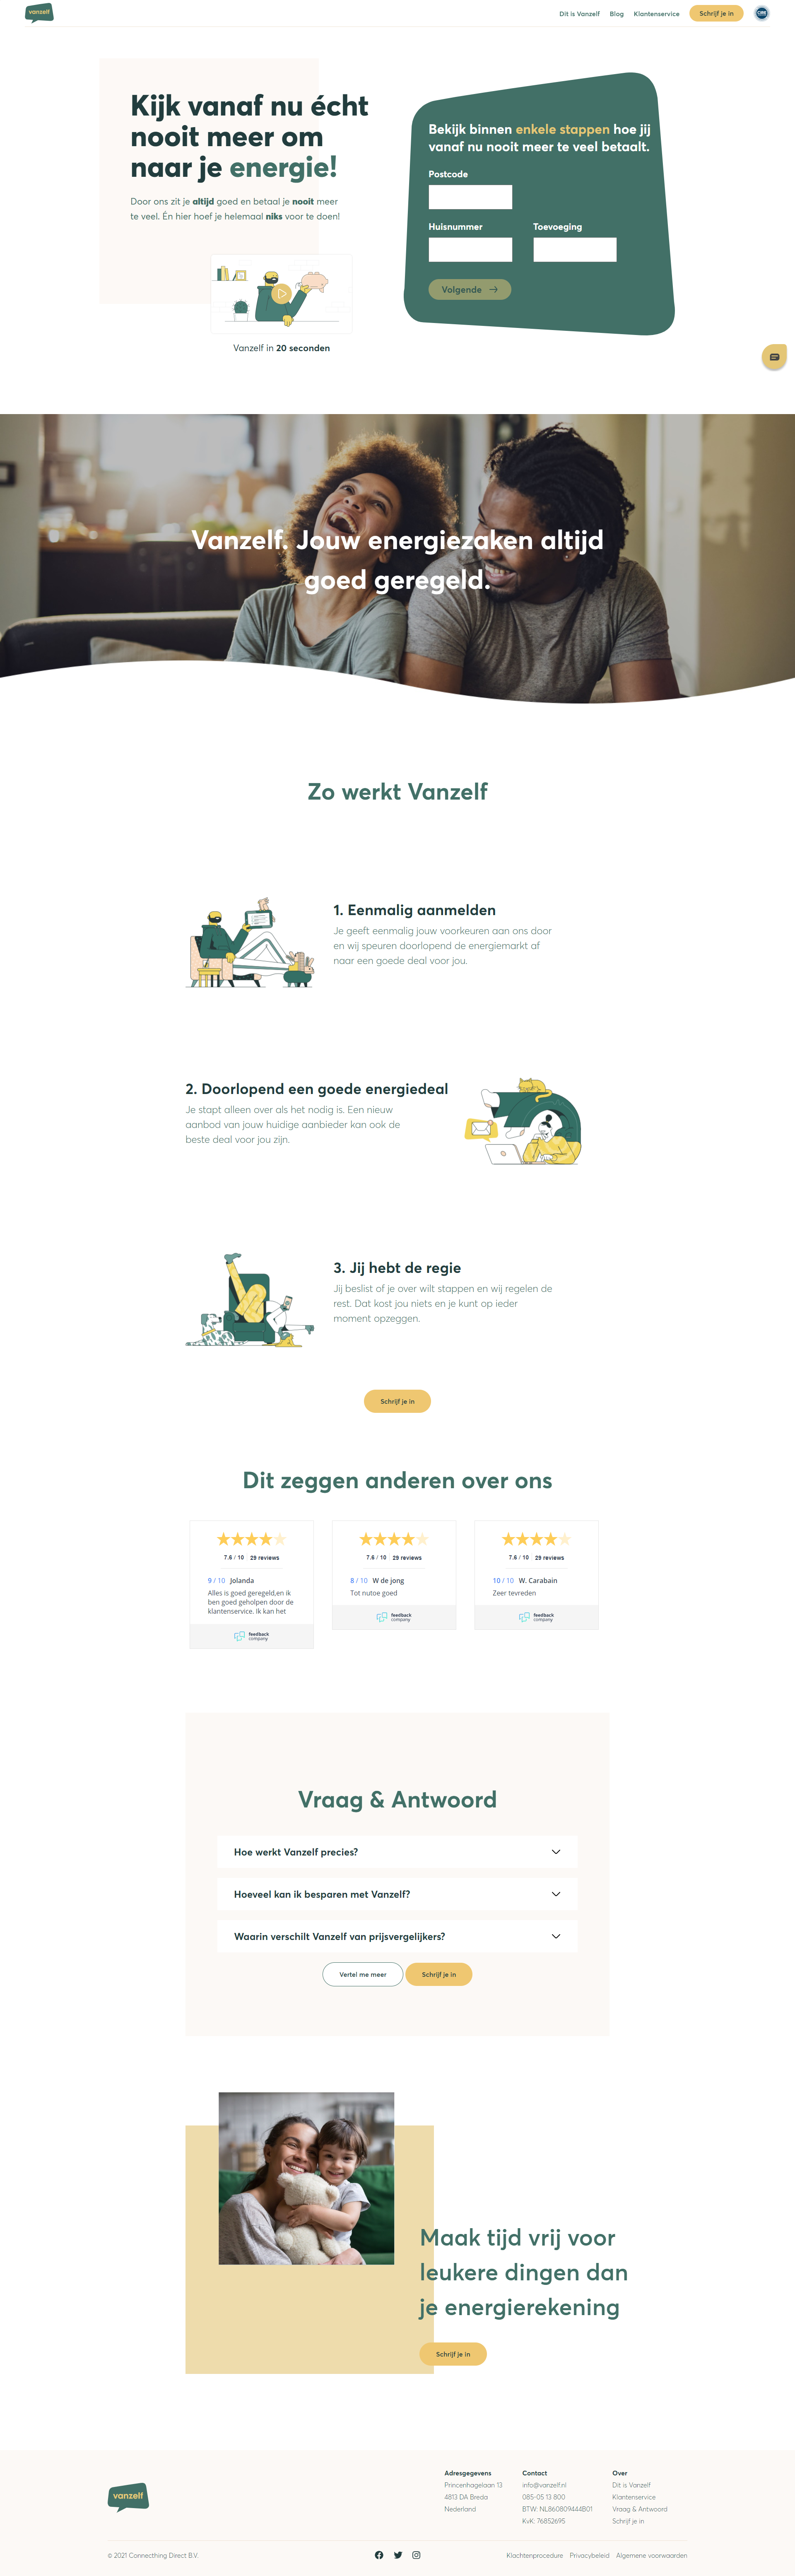 vanzelf
Dit is Vanzelf
Blog
Klantenservice
Schrijf je in
Kijk vanaf nu écht
nooit meer om
naar je energie!
Door ons zit je altijd goed en betaal je nooit meer
te veel. Én hier hoef je helemaal niks voor te doen!
Vanzelf in 20 seconden
Bekijk binnen enkele stappen hoe jij
vanaf nu nooit meer te veel betaalt.
Postcode
Huisnummer
Toevoeging
Volgende
Vanzelf. Jouw energiezaken altijd
goed geregeld.
Zo werkt Vanzelf
1. Eenmalig aanmelden
Je geeft eenmalig jouw voorkeuren aan ons door
en wij speuren doorlopend de energiemarkt af
naar een goede deal voor jou.
2. Doorlopend een goede energiedeal
Je stapt alleen over als het nodig is. Een nieuw
aanbod van jouw huidige aanbieder kan ook de
beste deal voor jou zijn.
3. Jij hebt de regie
Jij beslist of je over wilt stappen en wij regelen de
rest. Dat kost jou niets en je kunt op ieder
moment opzeggen.
Schrijf je in
Dit zeggen anderen over ons
7.6 / 10 29 reviews
9 / 10 Jolanda
Alles is goed geregeld,en ik
ben goed geholpen door de
klantenservice. Ik kan het
feedback
company
7.6 / 10 29 reviews
8 / 10 W de jong
Tot nutoe goed
feedback
company
7.6 / 10 29 reviews
10 / 10 W. Carabain
Zeer tevreden
feedback
company
Vraag & Antwoord
Hoe werkt Vanzelf precies?
Hoeveel kan ik besparen met Vanzelf?
Waarin verschilt Vanzelf van prijsvergelijkers?
Vertel me meer
Schrijf je in
Maak tijd vrij voor
leukere dingen dan
je energierekening
Schrijf je in
vanzelf
Adresgegevens
Princenhagelaan 13
4813 DA Breda
Nederland
Contact
info@vanzelf.nl
085-05 13 800
BTW: NL860809444B01
KvK: 76852695
Over
Dit is Vanzelf
Klantenservice
Vraag & Antwoord
Schrijf je in
© 2021 Connecthing Direct B.V.
Klachtenprocedure
Privacybeleid
Algemene voorwaarden